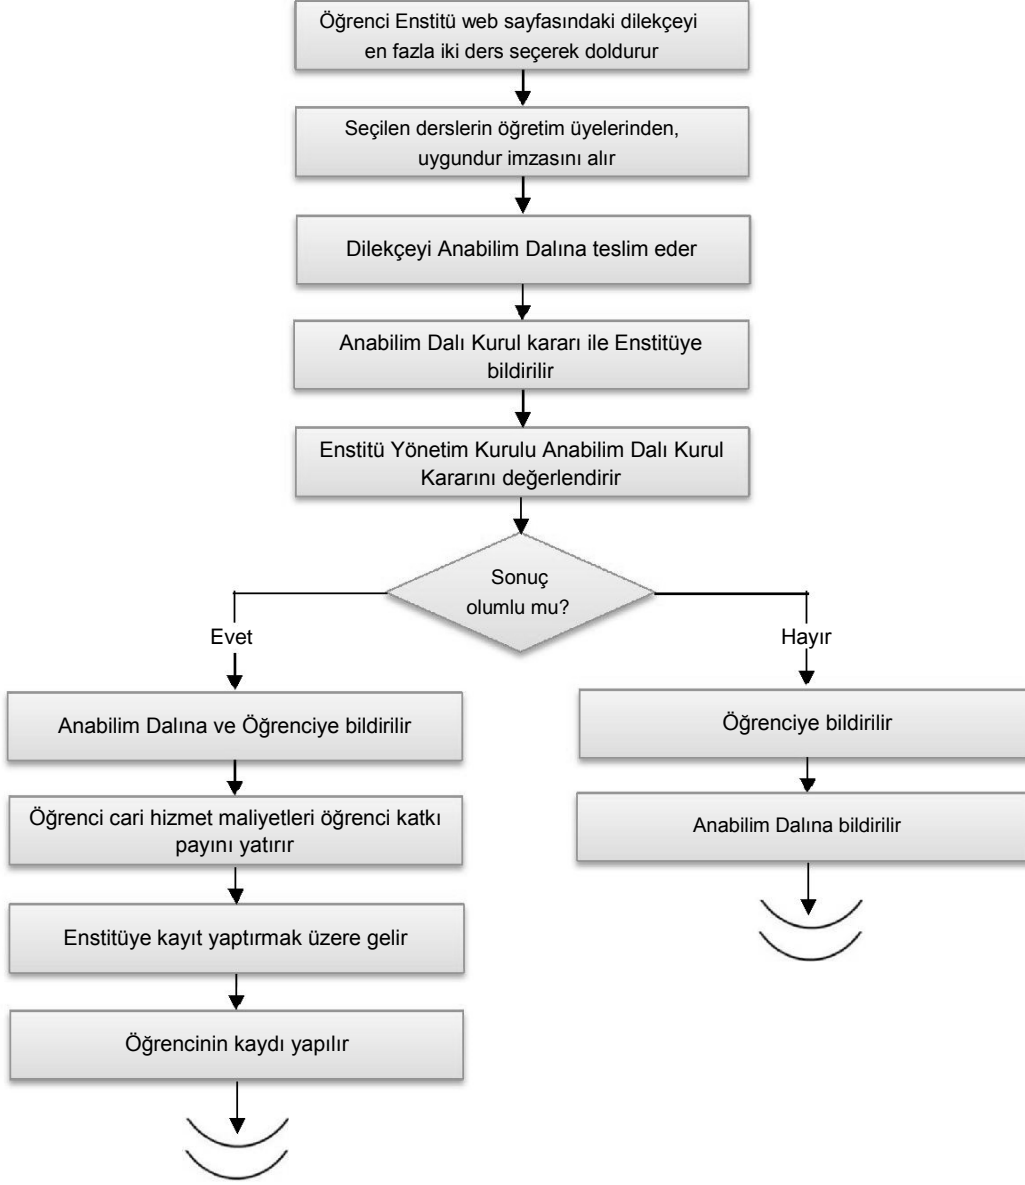 Öğrenci Enstitü web sayfasındaki dilekçeyi
en fazla iki ders seçerek doldurur
Seçilen derslerin öğretim üyelerinden,
uygundur imzasını alır
Dilekçeyi Anabilim Dalına teslim eder
Anabilim Dalı Kurul kararı ile Enstitüye
bildirilir
Enstitü Yönetim Kurulu Anabilim Dalı Kurul
Kararını değerlendirir
Sonuç
olumlu mu?
Evet
Hayır
Anabilim Dalına ve Öğrenciye bildirilir
Öğrenci cari hizmet maliyetleri öğrenci katkı
payını yatırır
Enstitüye kayıt yaptırmak üzere gelir
Öğrencinin kaydı yapılır
Öğrenciye bildirilir
Anabilim Dalına bildirilir